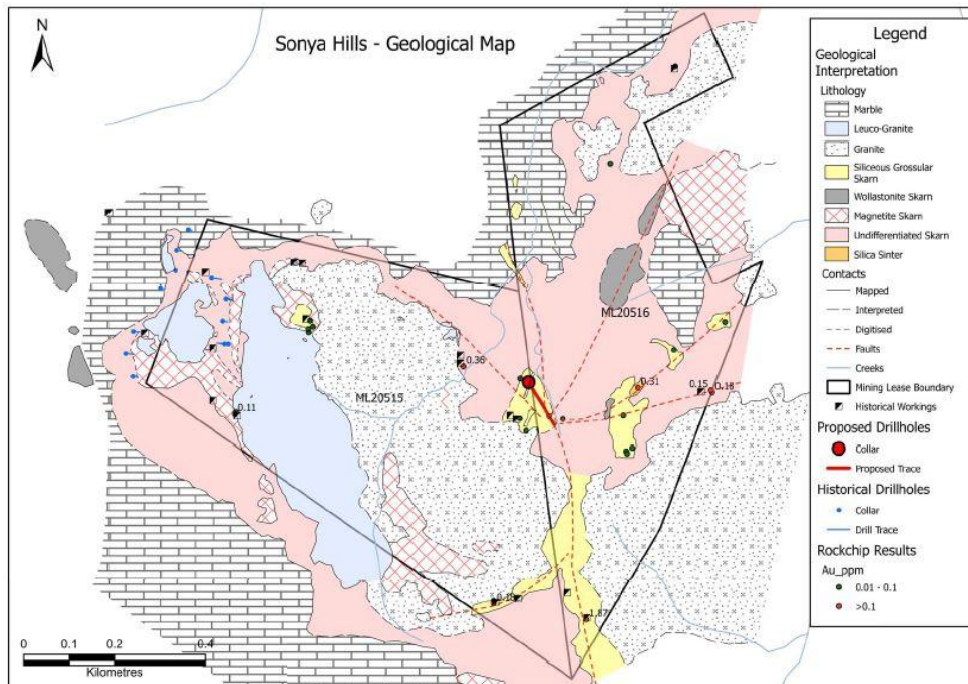 N
Sonya Hills - Geological Map
ML20516
0.36
0.31
0.15
0.18
ML20515
0.11
0.18
1.87
0 0.1 0.2 0.4
Kilometres
Legend
Geological
Interpretation
Lithology
Marble
Leuco-Granite
Granite
Siliceous Grossular
Skarn
Wollastonite Skarn
Magnetite Skarn
Undifferentiated Skarn
Silica Sinter
Contacts
Mapped
Interpreted
Digitised
Faults
Creeks
Mining Lease Boundary
Historical Workings
Proposed Drillholes
Collar
Proposed Trace
Historical Drillholes
Collar
Drill Trace
Rockchip Results
Au_ppm
0.01 - 0.1
>0.1